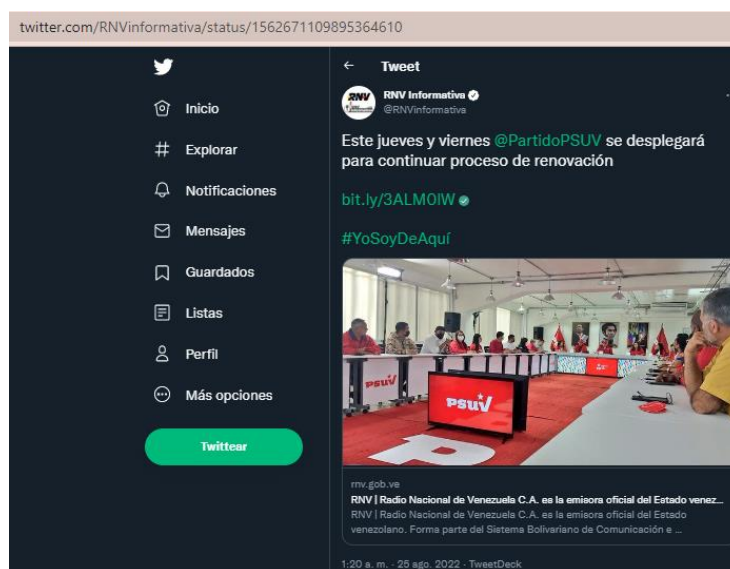 twitter.com/RNVinformativa/status/1562671109895364610
Inicio
Explorar
Notificaciones
Mensajes
Guardados
Listas
Perfil
Más opciones
Twittear
Tweet
RNV
RNV Informativa
@RNVinformativa
Este jueves y viernes @PartidoPSUV se desplegará
para continuar proceso de renovación
bit.ly/3ALM0lW
#YoSoyDeAquí
PSUV
rnv.gob.ve
RNV | Radio Nacional de Venezuela C.A. es la emisora oficial del Estado venez...
RNV | Radio Nacional de Venezuela C.A. es la emisora oficial del Estado
venezolano. Forma parte del Sistema Bolivariano de Comunicación e ...
1:20 a. m. · 25 ago. 2022 · TweetDeck